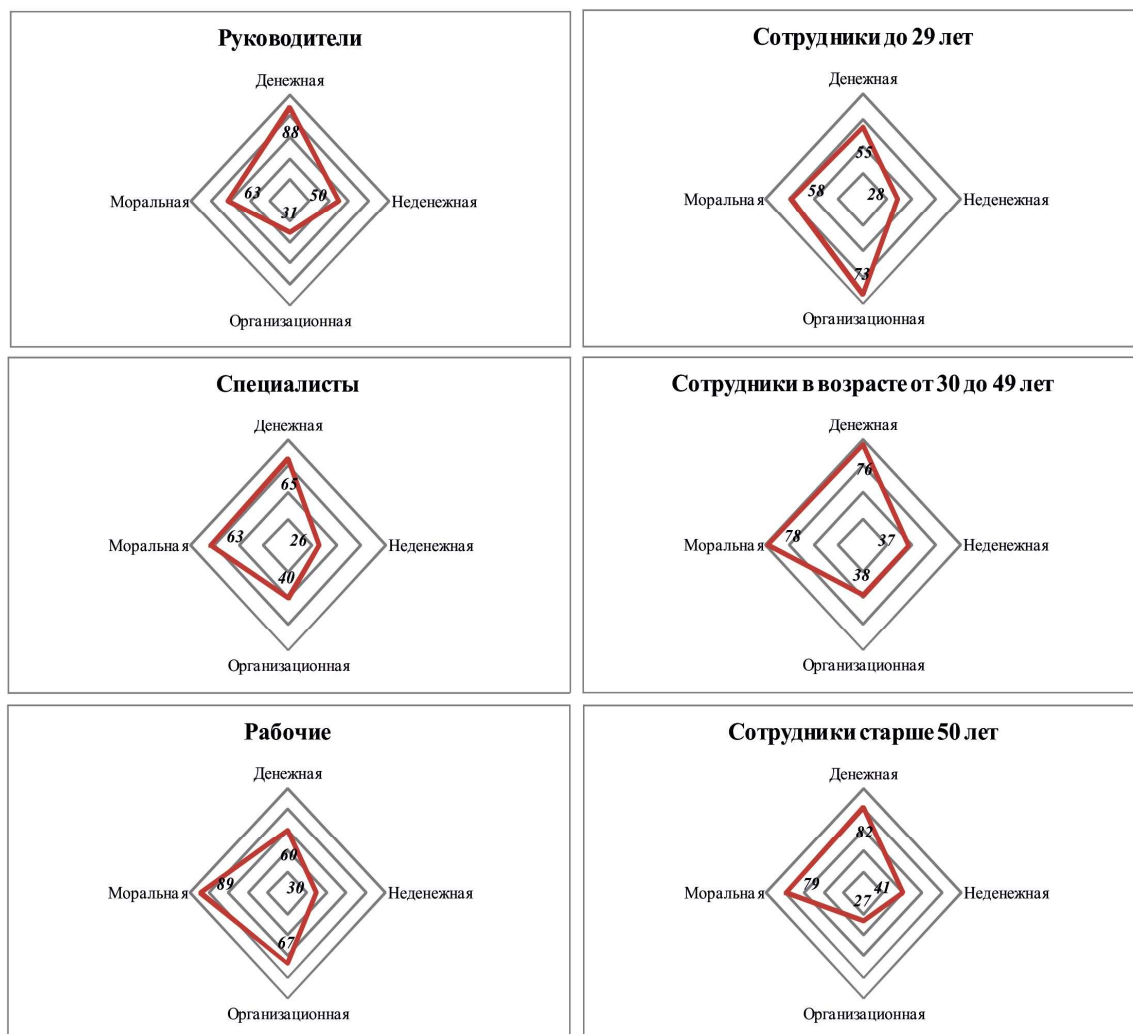 Руководители
Денежная
88
Моральная
63
50
Неденежная
31
Организационная
Сотрудники до 29 лет
Денежная
55
Моральная
58
28
Неденежная
73
Организационная
Специалисты
Денежная
65
Моральная
63
26
Неденежная
40
Организационная
Сотрудники в возрасте от 30 до 49 лет
Денежная
76
Моральная
78
37
Неденежная
38
Организационная
Рабочие
Денежная
60
Моральная
89
30
Неденежная
67
Организационная
Сотрудники старше 50 лет
Денежная
82
Моральная
79
41
Неденежная
27
Организационная